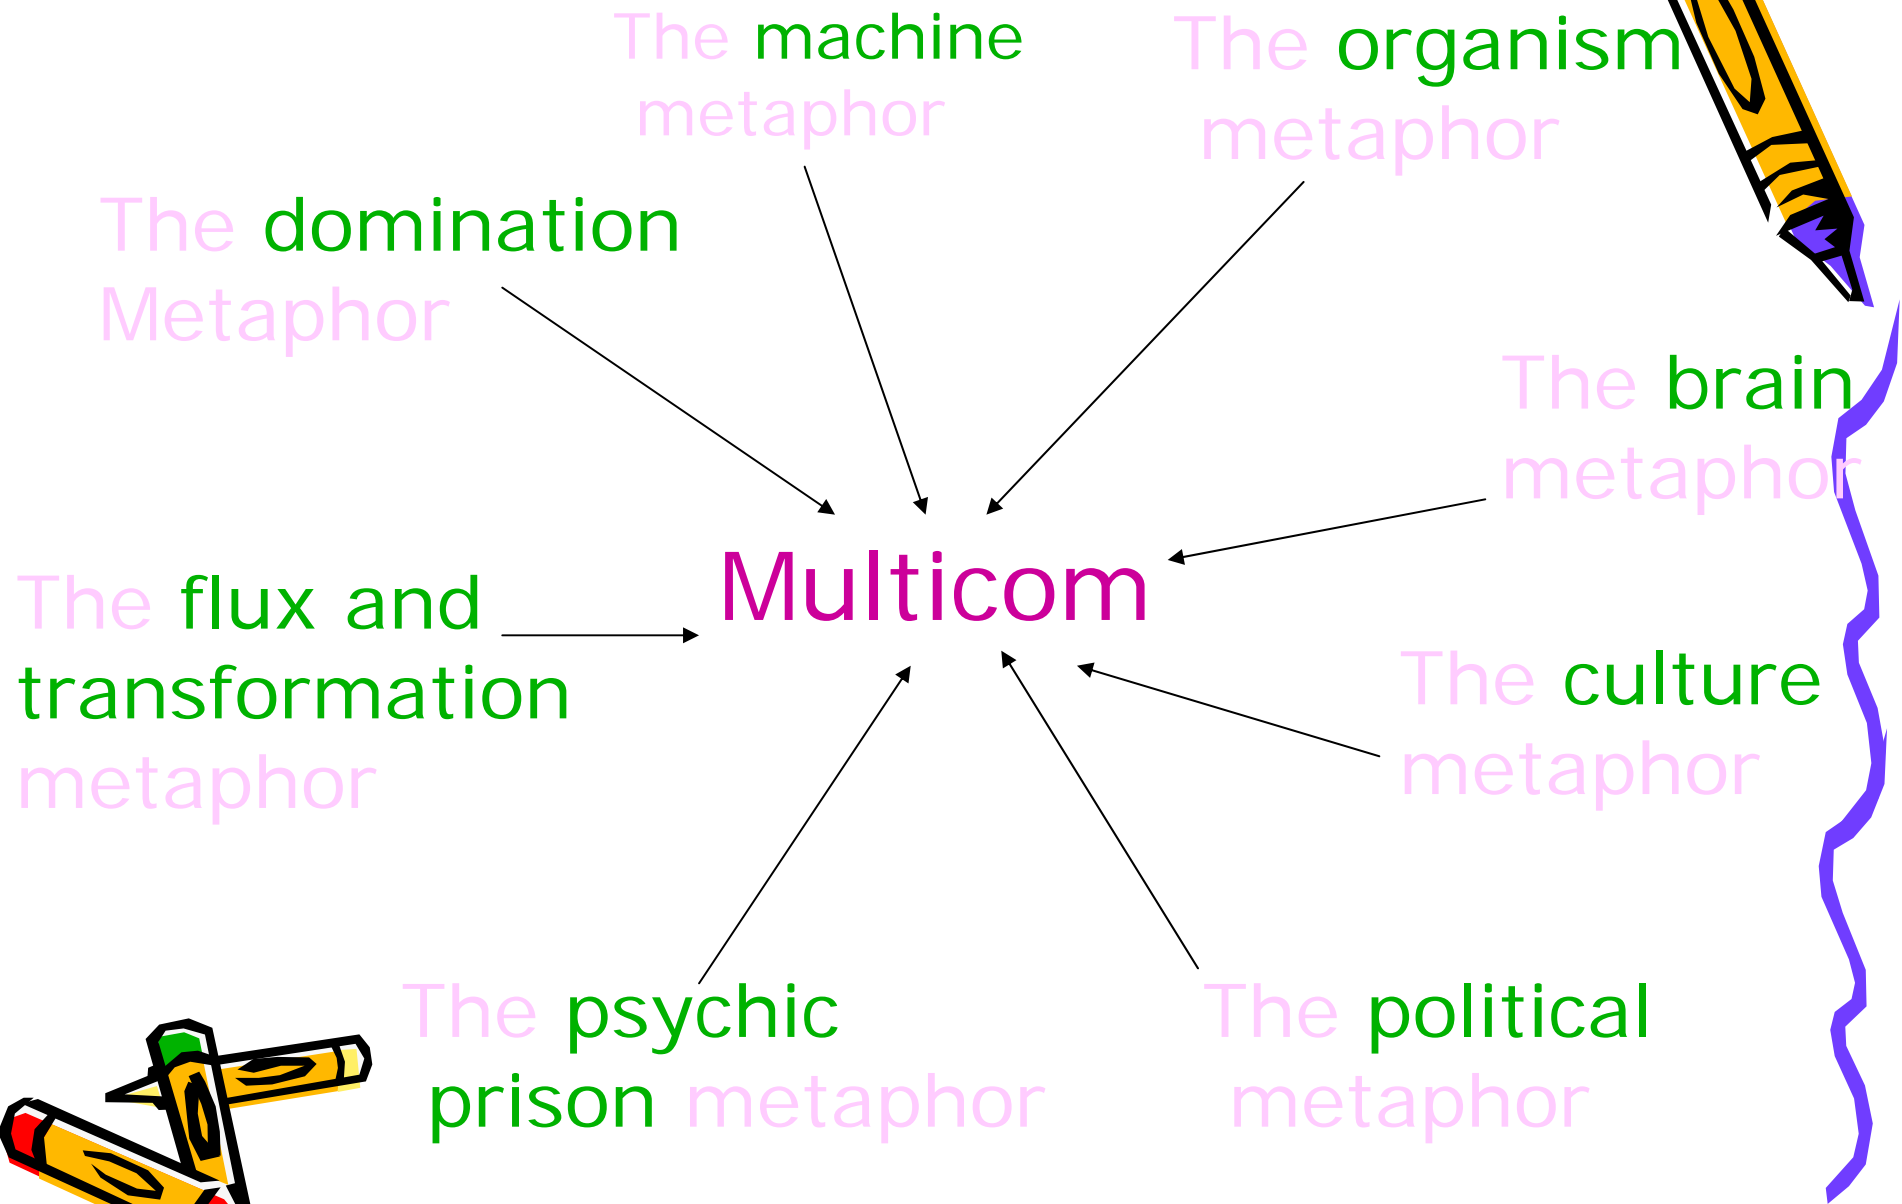 The machine
metaphor
The organism
metaphor
The domination
Metaphor
The brain
metaphor
Multicom
The flux and
transformation
metaphor
The culture
metaphor
The psychic
prison metaphor
The political
metaphor